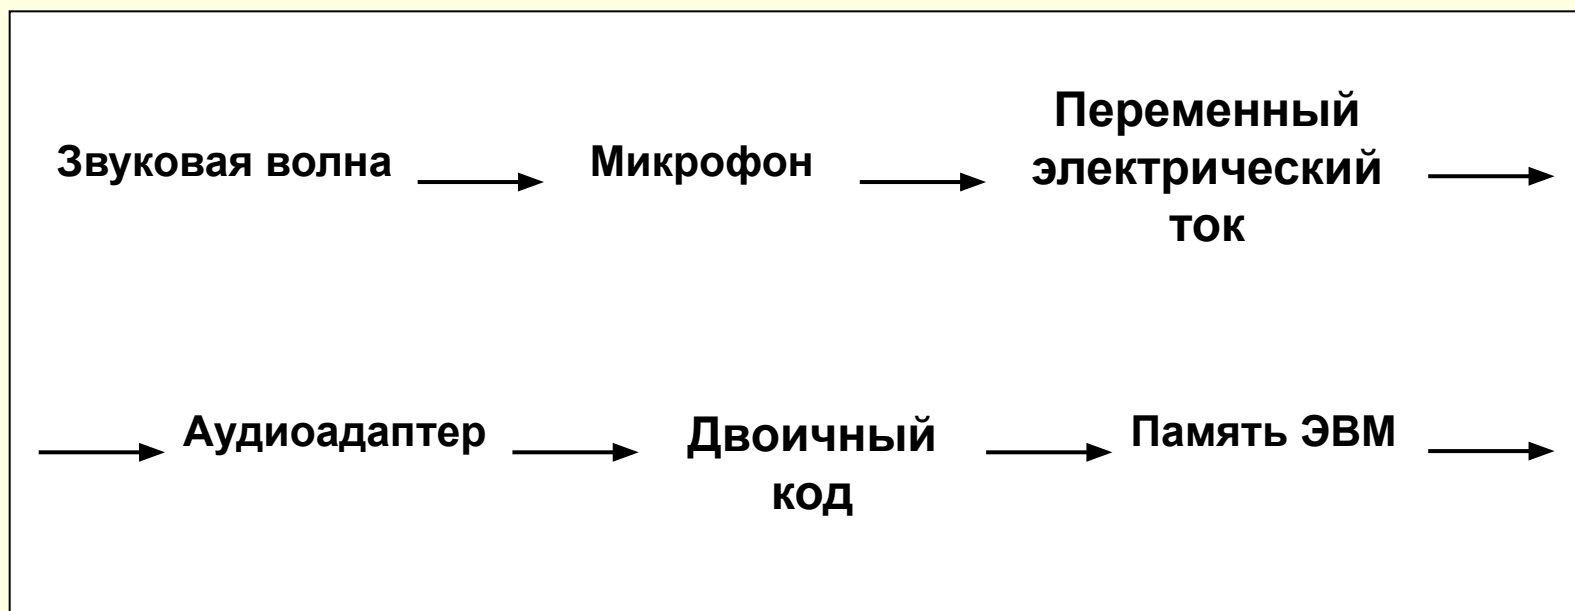 Звуковая волна
Микрофон
Переменный
электрический
ток
Аудиоадаптер
Двоичный
код
Память ЭВМ